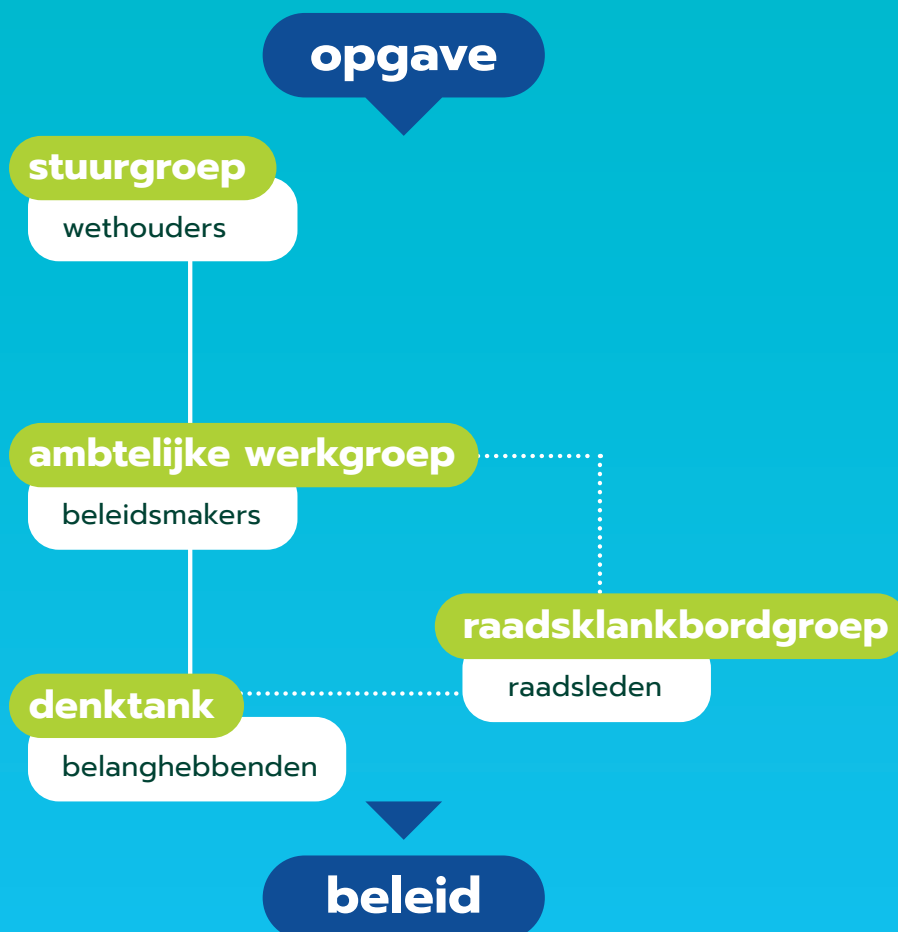 opgave
stuurgroep
wethouders
ambtelijke werkgroep
beleidsmakers
raadsklankbordgroep
raadsleden
denktank
belanghebbenden
beleid